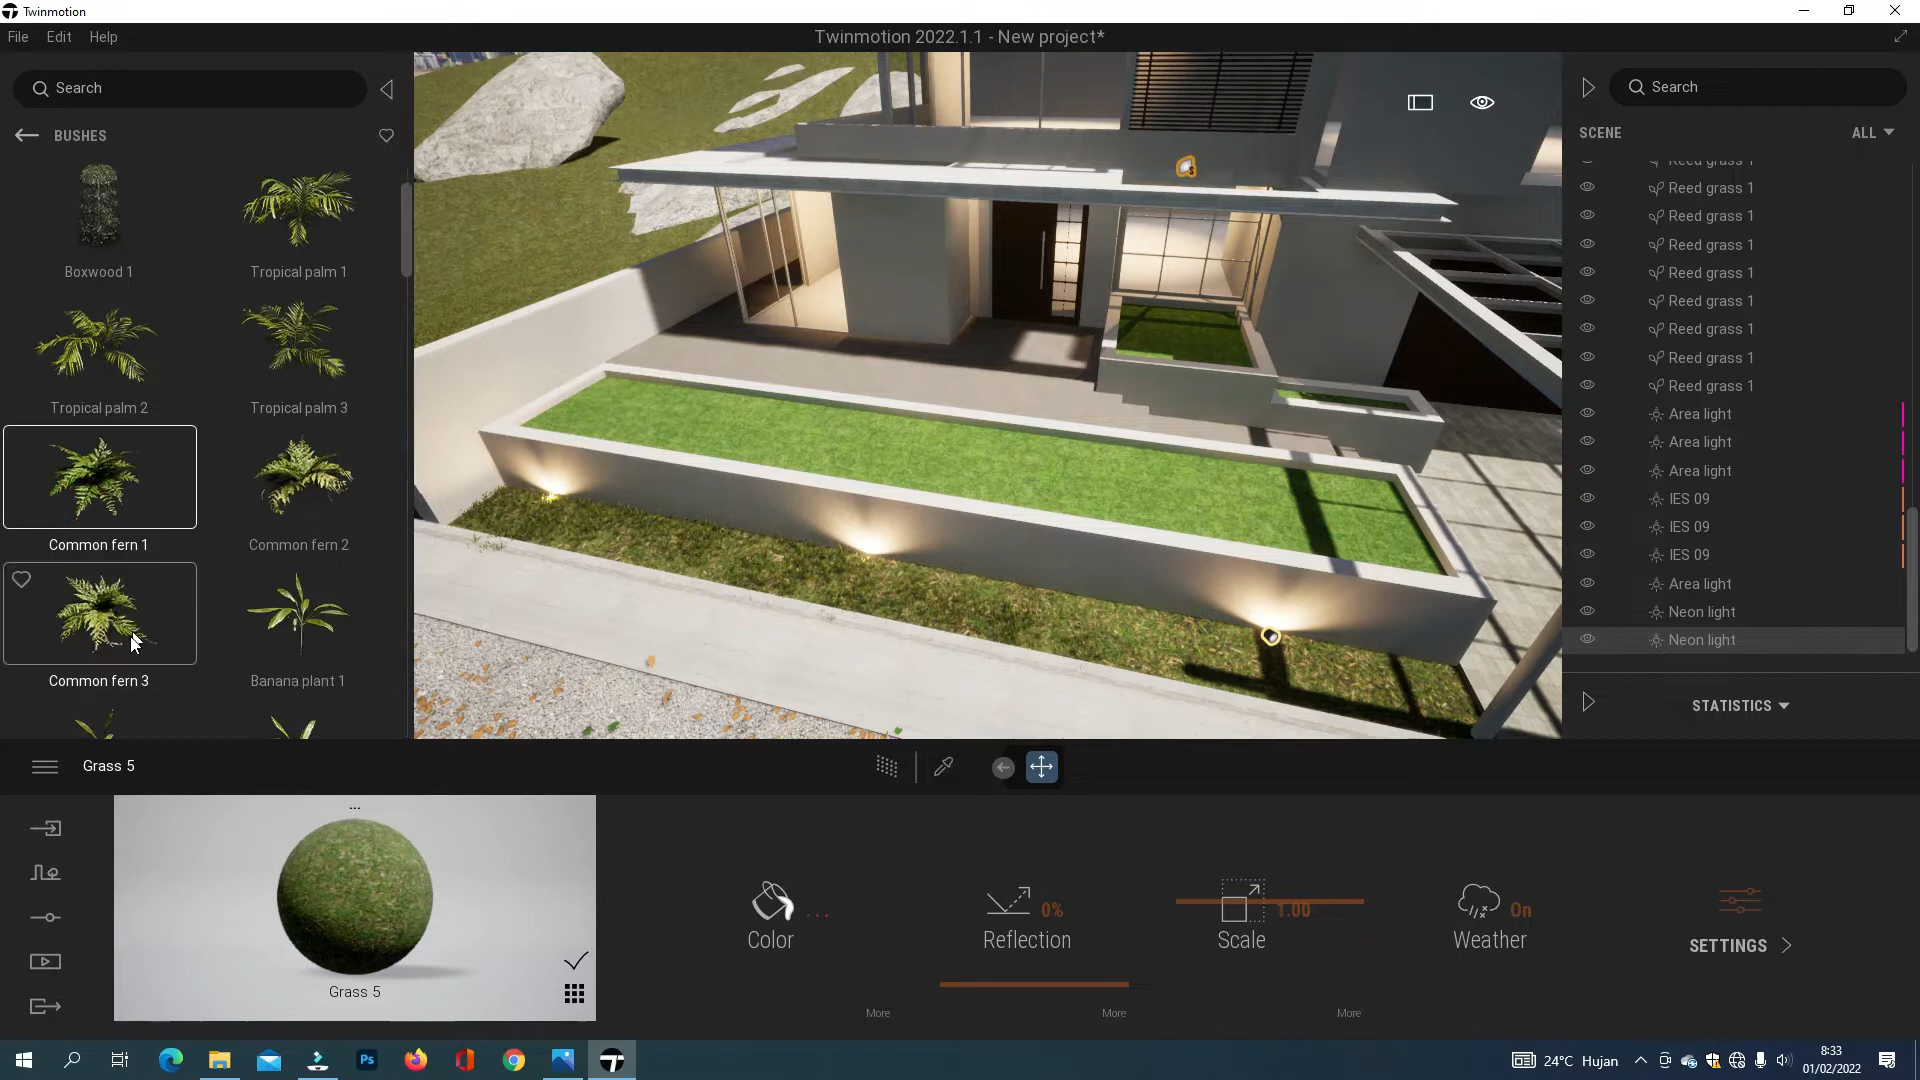 Twinmotion
File Edit Help
Twinmotion 2022.1.1 - New project*
Search
Search
BUSHES
SCENE
ALL
Boxwood 1
Tropical palm 1
Tropical palm 2
Tropical palm 3
Common fern 1
Common fern 2
Common fern 3
Banana plant 1
Reed grass 1
Reed grass 1
Reed grass 1
Reed grass 1
Reed grass 1
Reed grass 1
Reed grass 1
Reed grass 1
Reed grass 1
Area light
Area light
Area light
IES 09
IES 09
IES 09
Area light
Neon light
Neon light
STATISTICS
Grass 5
...
Grass 5
Color
...
More
Reflection
0%
More
Scale
1.00
More
Weather
On
SETTINGS
Ps
24°C Hujan
8:33
01/02/2022